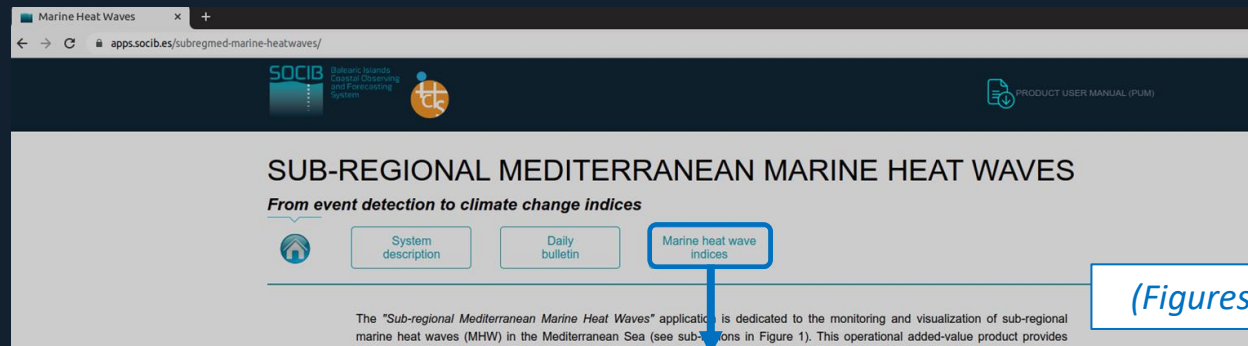 Marine Heat Waves × +
apps.socib.es/subregmed-marine-heatwaves/
SOCIB
Balearic Islands
Coastal Observing
and Forecasting
System
PRODUCT USER MANUAL (PUM)
SUB-REGIONAL MEDITERRANEAN MARINE HEAT WAVES
From event detection to climate change indices
System
description
Daily
bulletin
Marine heat wave
indices
(Figures
The "Sub-regional Mediterranean Marine Heat Waves" application is dedicated to the monitoring and visualization of sub-regional
marine heat waves (MHW) in the Mediterranean Sea (see in Figure 1). This operational added-value product provides